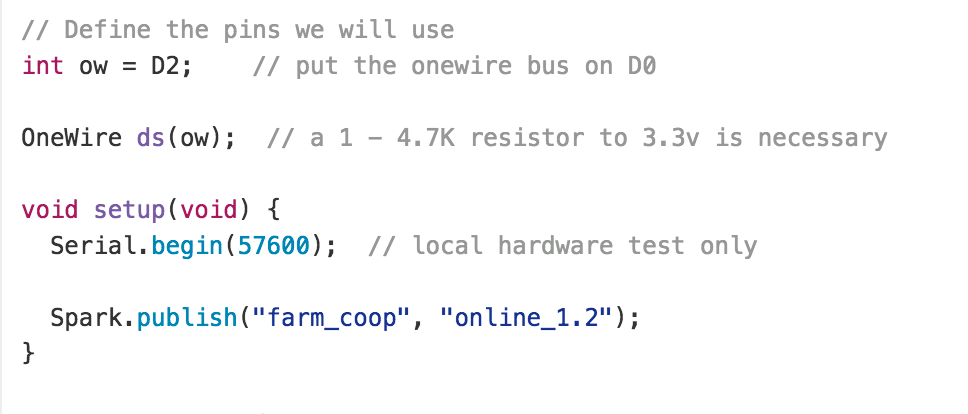 // Define the pins we will use
int ow = D2;    // put the onewire bus on D0
OneWire ds(ow);  // a 1 – 4.7K resistor to 3.3v is necessary
void setup(void) {
  Serial.begin(57600);  // local hardware test only
  Spark.publish("farm_coop", "online_1.2");
}